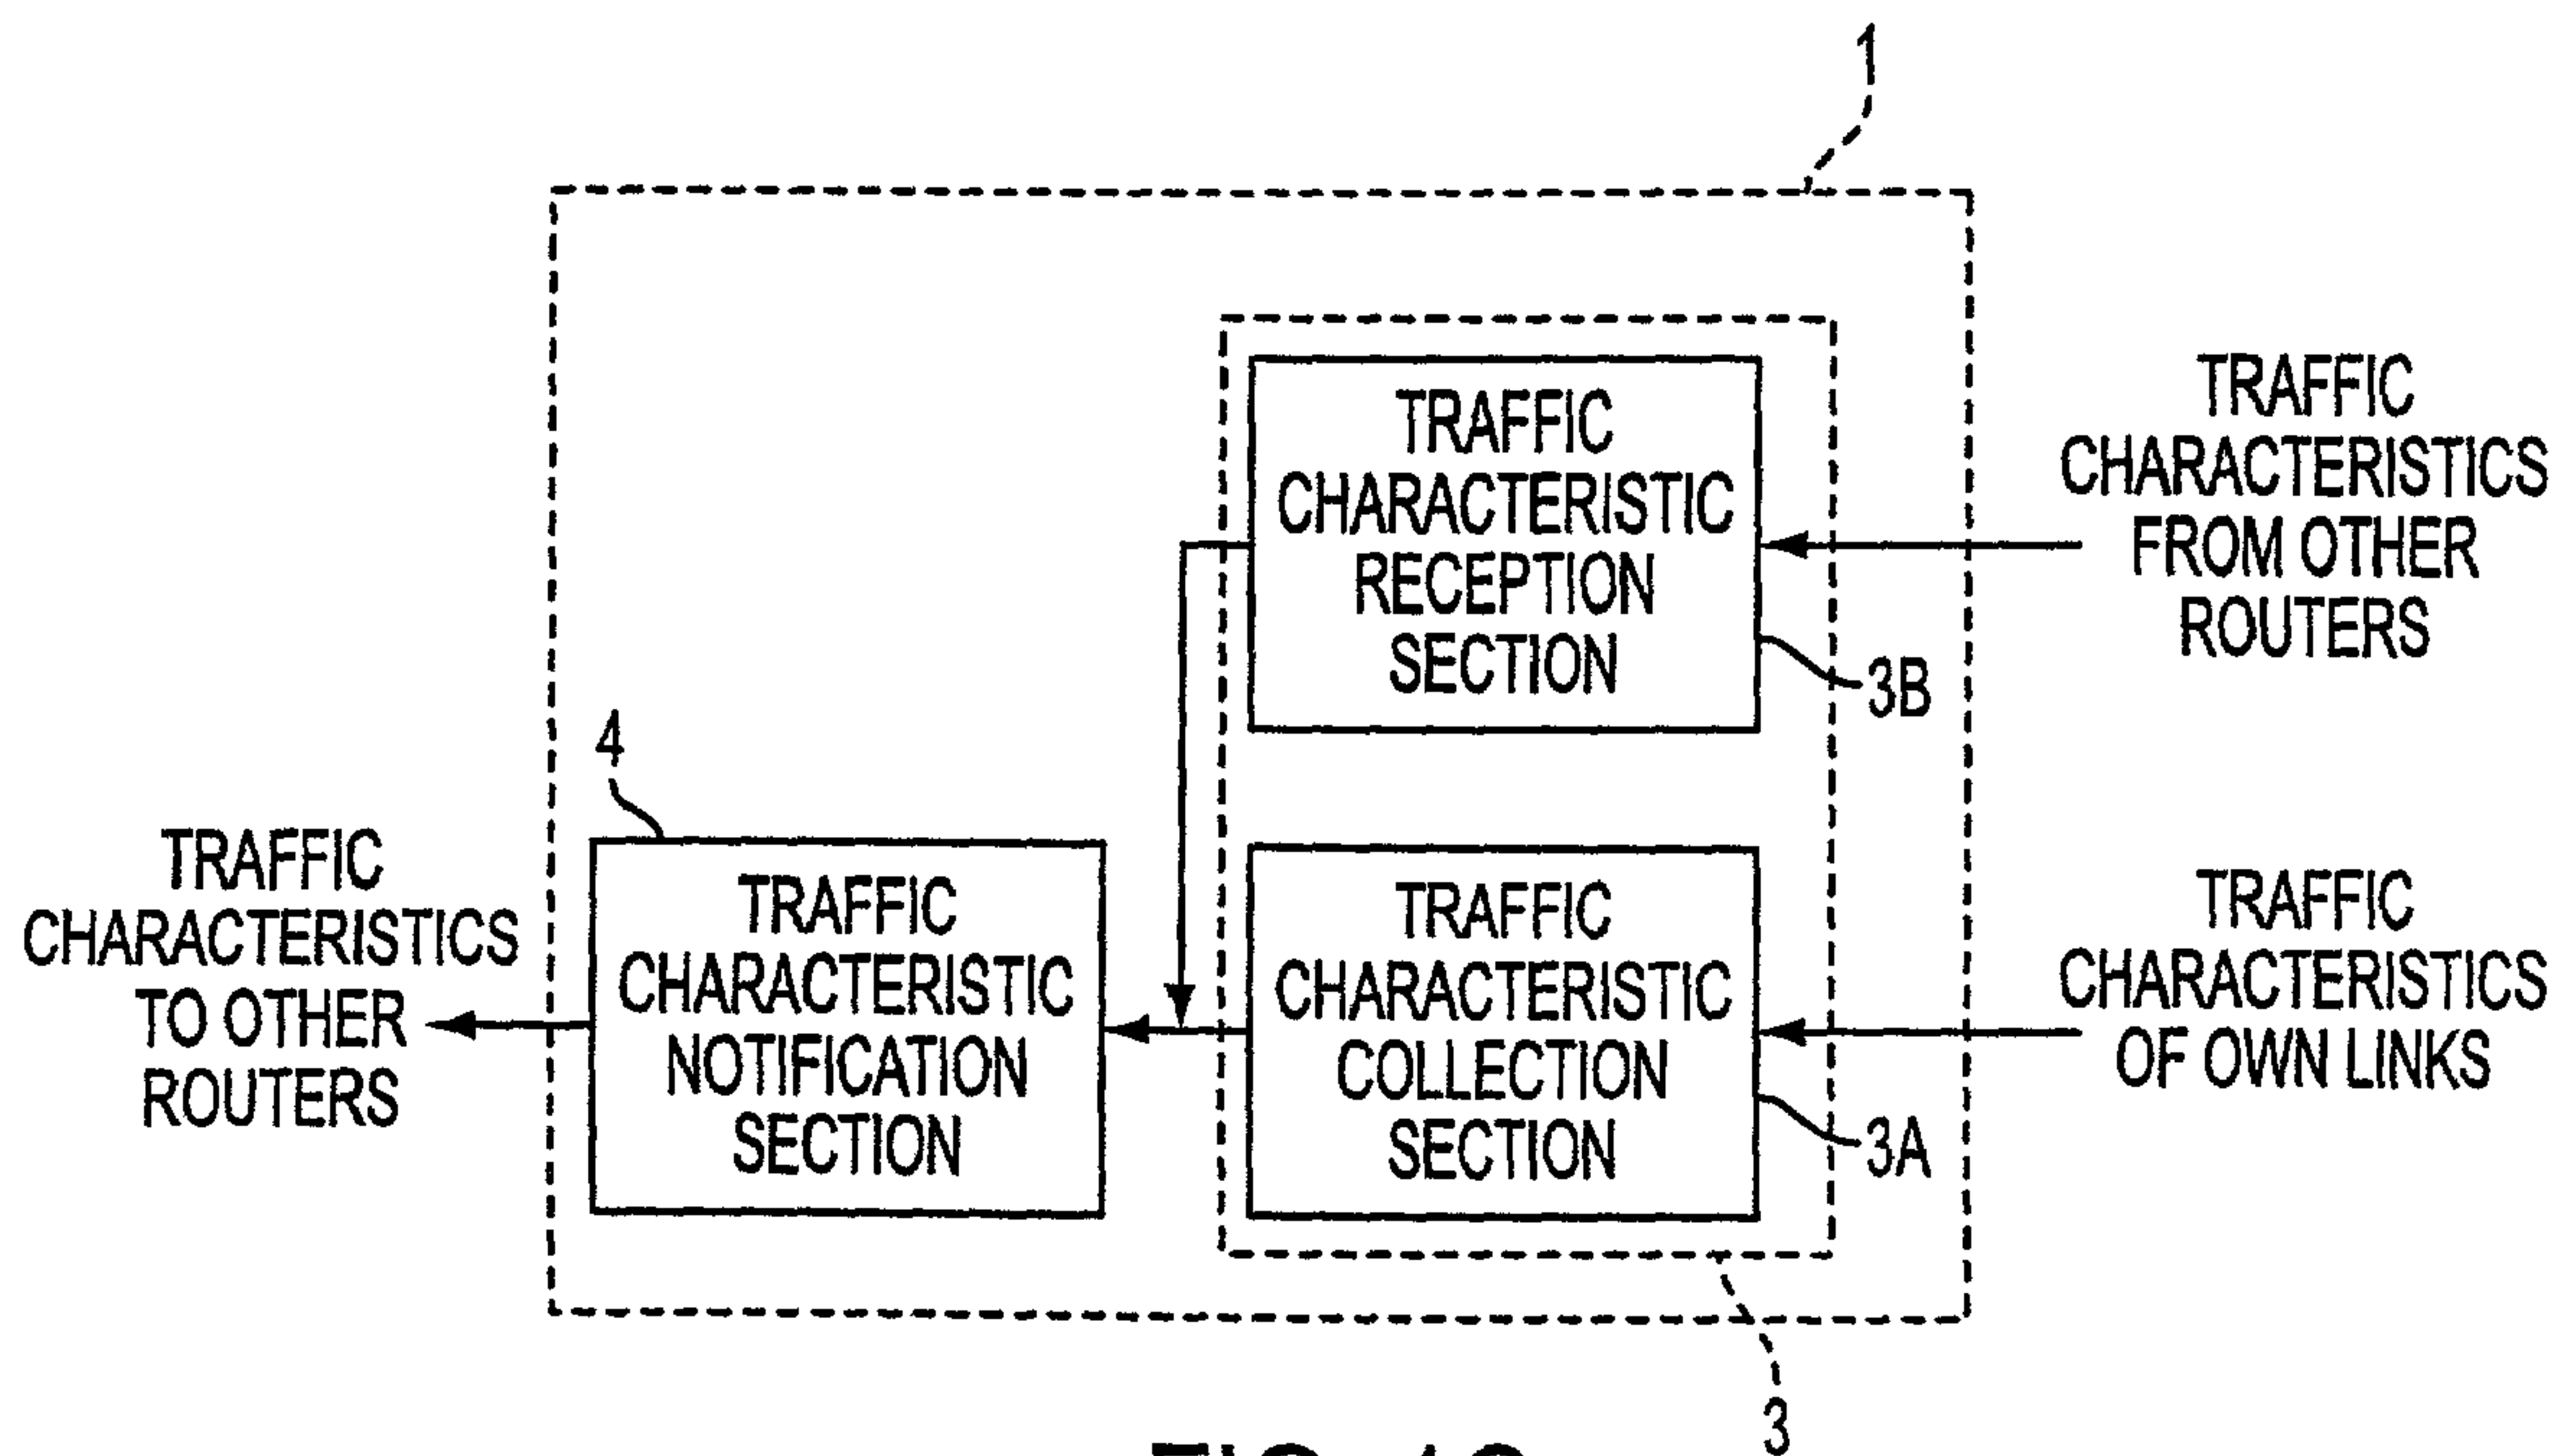 1
TRAFFIC
CHARACTERISTIC
RECEPTION
SECTION
TRAFFIC
CHARACTERISTICS
FROM OTHER
ROUTERS
3B
4
TRAFFIC
CHARACTERISTICS
TO OTHER
ROUTERS
TRAFFIC
CHARACTERISTIC
NOTIFICATION
SECTION
TRAFFIC
CHARACTERISTIC
COLLECTION
SECTION
TRAFFIC
CHARACTERISTICS
OF OWN LINKS
3A
3